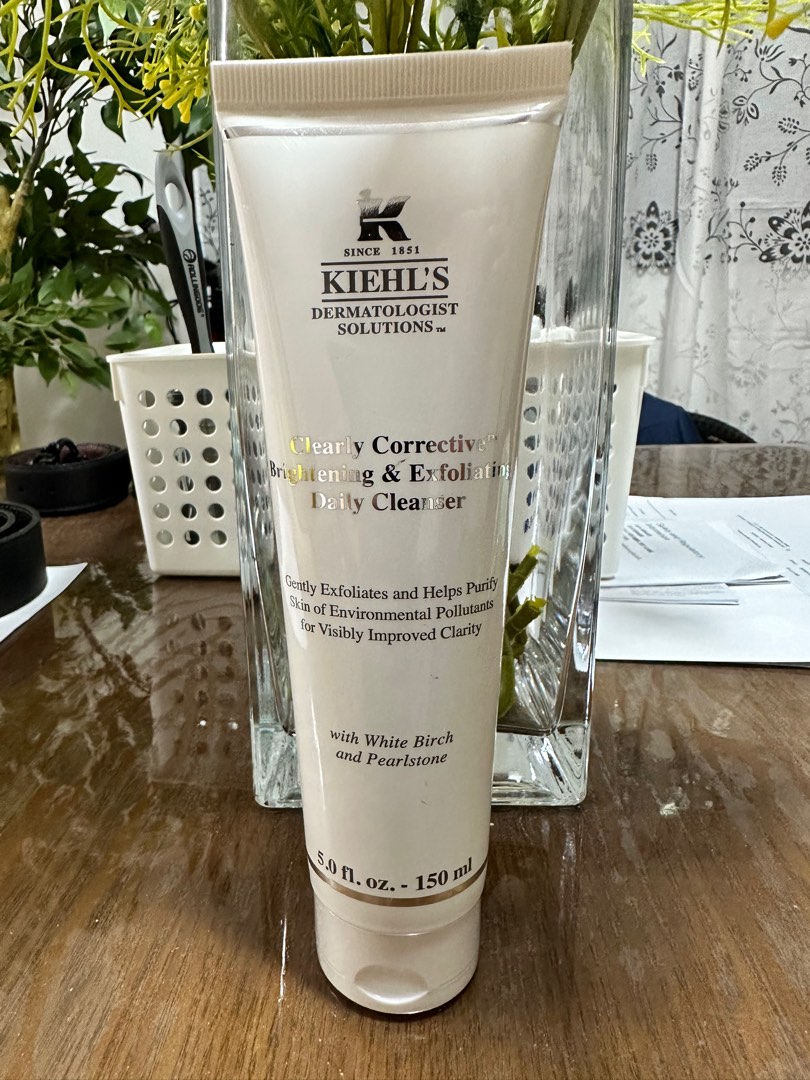 K
SINCE 1851
KIEHL'S
DERMATOLOGIST
SOLUTIONS™
Clearly Corrective™
Brightening & Exfoliating
Daily Cleanser
Gently Exfoliates and Helps Purify
Skin of Environmental Pollutants
for Visibly Improved Clarity
with White Birch
and Pearlstone
5.0 fl. oz. - 150 ml